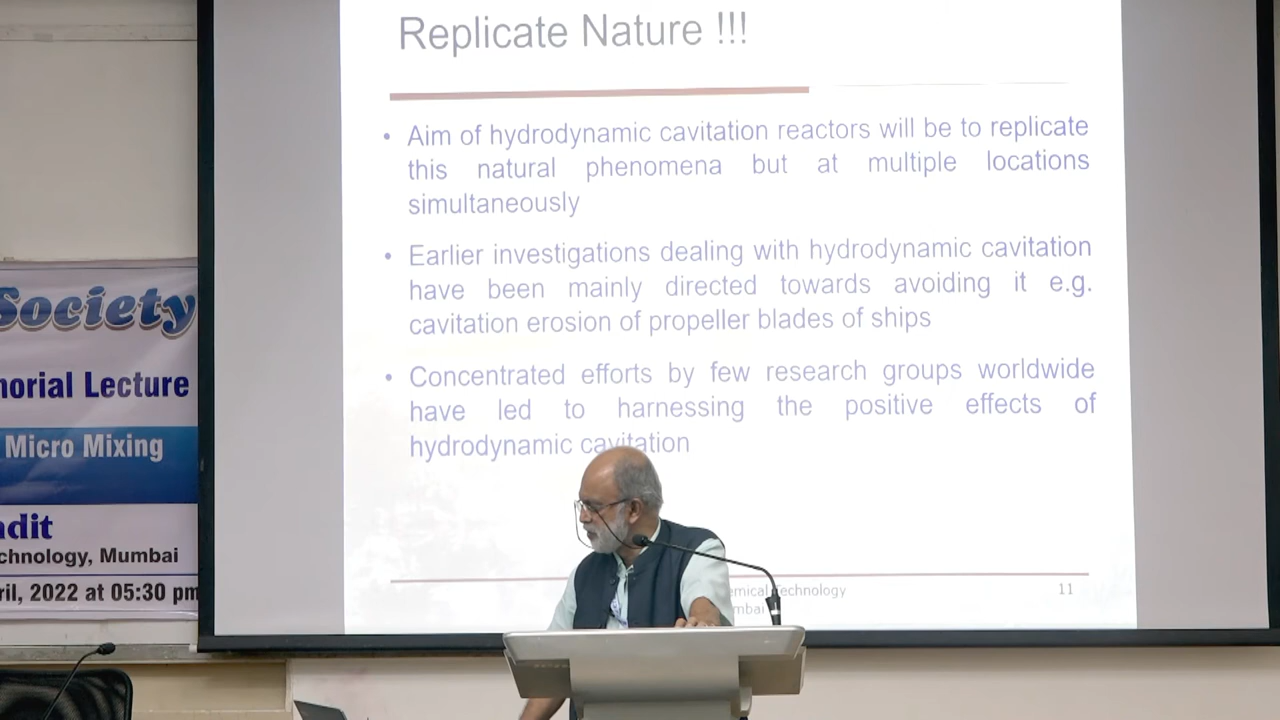 Replicate Nature !!!
• Aim of hydrodynamic cavitation reactors will be to replicate
this natural phenomena but at multiple locations
simultaneously
• Earlier investigations dealing with hydrodynamic cavitation
have been mainly directed towards avoiding it e.g.
cavitation erosion of propeller blades of ships
• Concentrated efforts by few research groups worldwide
have led to harnessing the positive effects of
hydrodynamic cavitation
emical Technology
mbai
11
Society
norial Lecture
Micro Mixing
adit
chnology, Mumbai
ril, 2022 at 05:30 pm